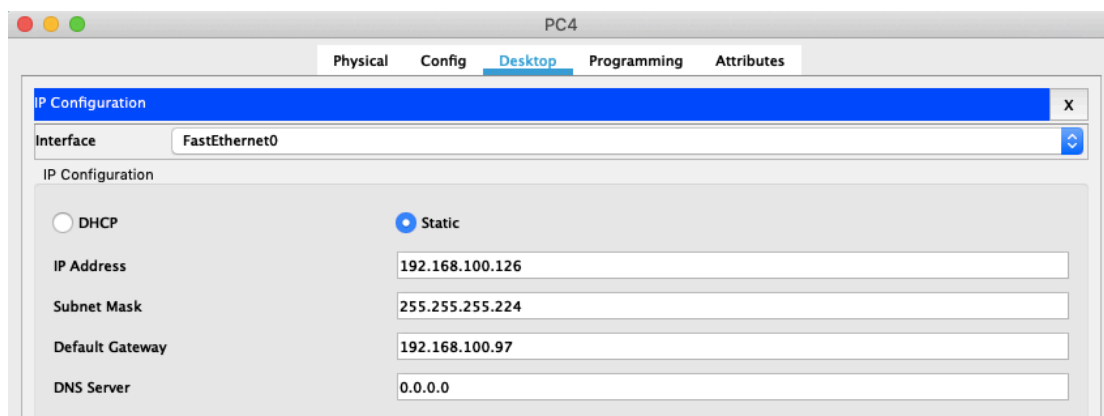 PC4
Physical Config Desktop Programming Attributes
IP Configuration X
Interface FastEthernet0
IP Configuration
DHCP Static
IP Address 192.168.100.126
Subnet Mask 255.255.255.224
Default Gateway 192.168.100.97
DNS Server 0.0.0.0